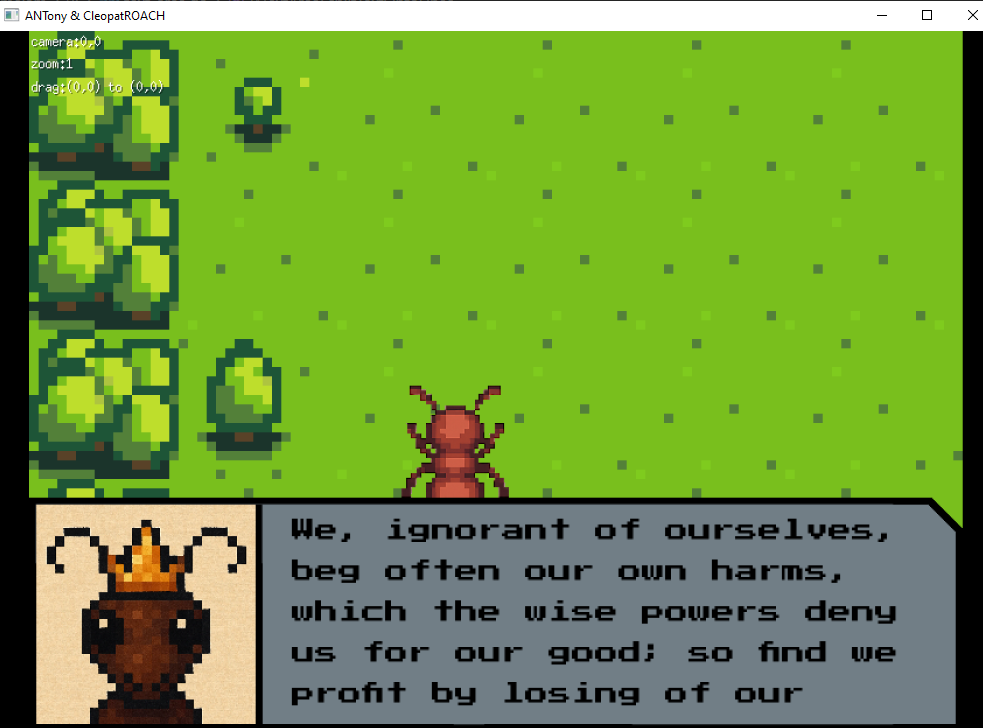 ANTony & CleopatROACH
camera:0,0
zoom:1
drag:(0,0) to (0,0)
We, ignorant of ourselves,
beg often our own harms,
which the wise powers deny
us for our good; so find we
profit by losing of our